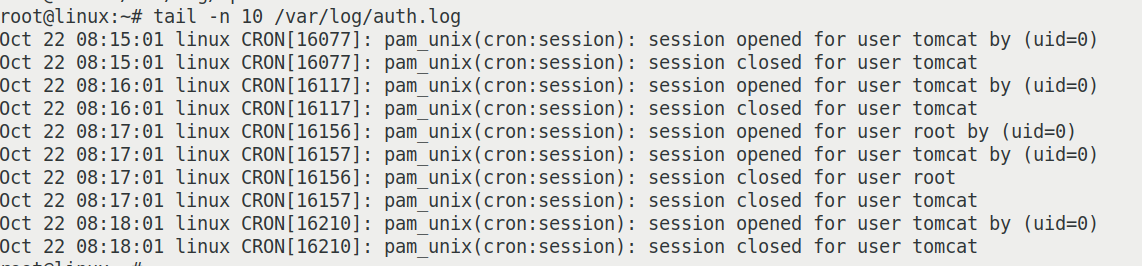 root@linux:~# tail -n 10 /var/log/auth.log
Oct 22 08:15:01 linux CRON[16077]: pam_unix(cron:session): session opened for user tomcat by (uid=0)
Oct 22 08:15:01 linux CRON[16077]: pam_unix(cron:session): session closed for user tomcat
Oct 22 08:16:01 linux CRON[16117]: pam_unix(cron:session): session opened for user tomcat by (uid=0)
Oct 22 08:16:01 linux CRON[16117]: pam_unix(cron:session): session closed for user tomcat
Oct 22 08:17:01 linux CRON[16156]: pam_unix(cron:session): session opened for user root by (uid=0)
Oct 22 08:17:01 linux CRON[16157]: pam_unix(cron:session): session opened for user tomcat by (uid=0)
Oct 22 08:17:01 linux CRON[16156]: pam_unix(cron:session): session closed for user root
Oct 22 08:17:01 linux CRON[16157]: pam_unix(cron:session): session closed for user tomcat
Oct 22 08:18:01 linux CRON[16210]: pam_unix(cron:session): session opened for user tomcat by (uid=0)
Oct 22 08:18:01 linux CRON[16210]: pam_unix(cron:session): session closed for user tomcat